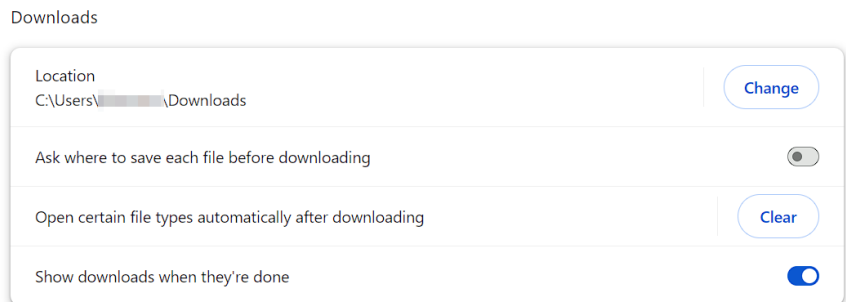 Downloads
Location
Change
C:\Users\ \Downloads
Ask where to save each file before downloading
Open certain file types automatically after downloading
Clear
Show downloads when they're done